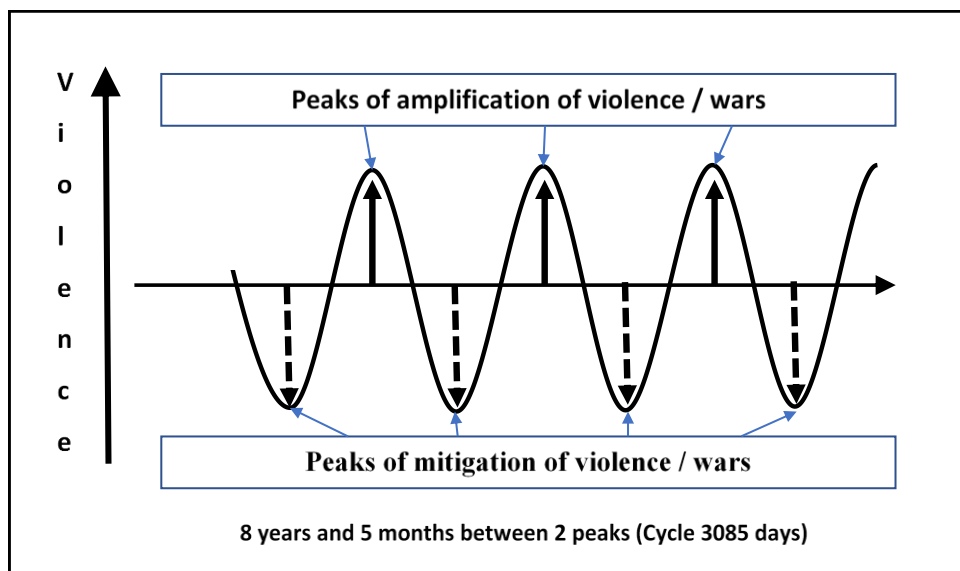 Violence
Peaks of amplification of violence / wars
Peaks of mitigation of violence / wars
8 years and 5 months between 2 peaks (Cycle 3085 days)